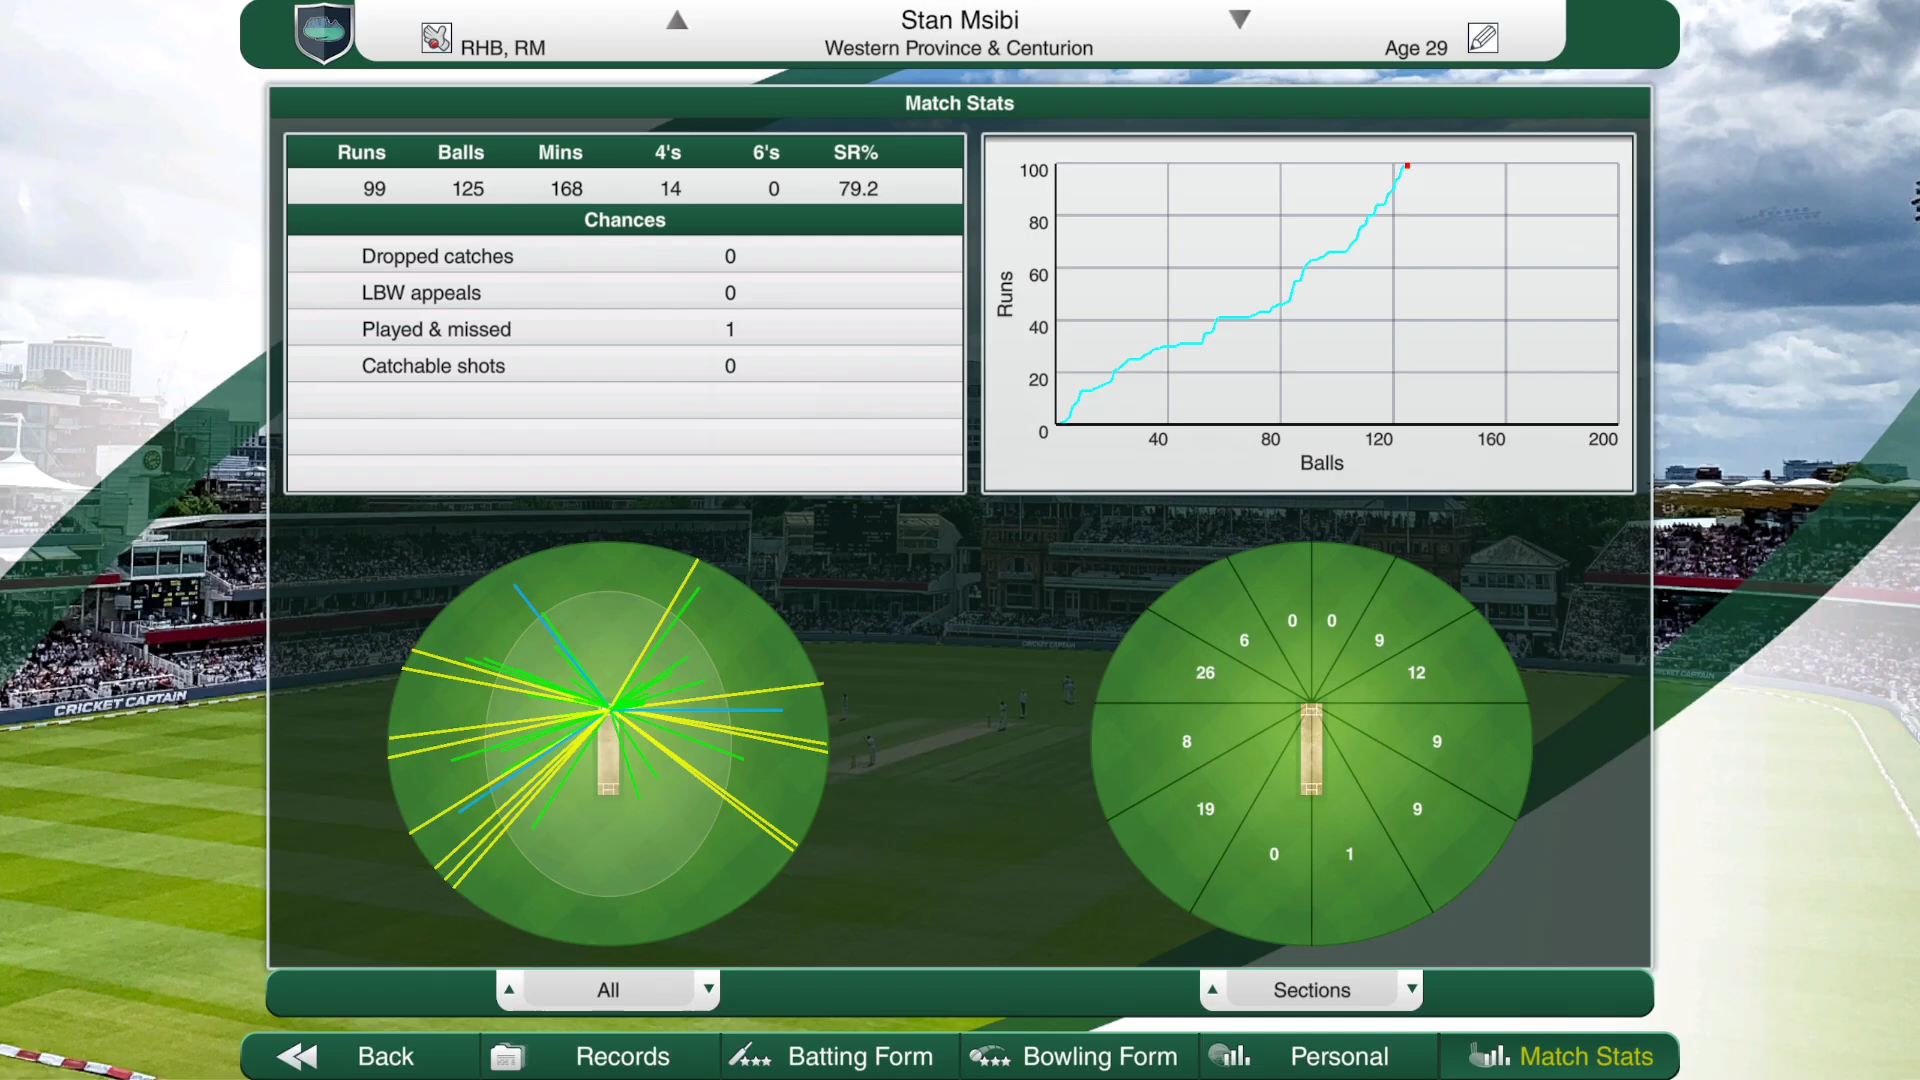 RHB, RM
Stan Msibi
Western Province & Centurion
Age 29
Match Stats
Runs Balls Mins 4's 6's SR%
99 125 168 14 0 79.2
Chances
Dropped catches 0
LBW appeals 0
Played & missed 1
Catchable shots 0
100
80
60
40
20
0
Runs
40 80 120 160 200
Balls
0 0
6 9
26 12
8 9
19 9
0 1
CRICKET CAPTAIN
All
Sections
Back
Records
Batting Form
Bowling Form
Personal
Match Stats